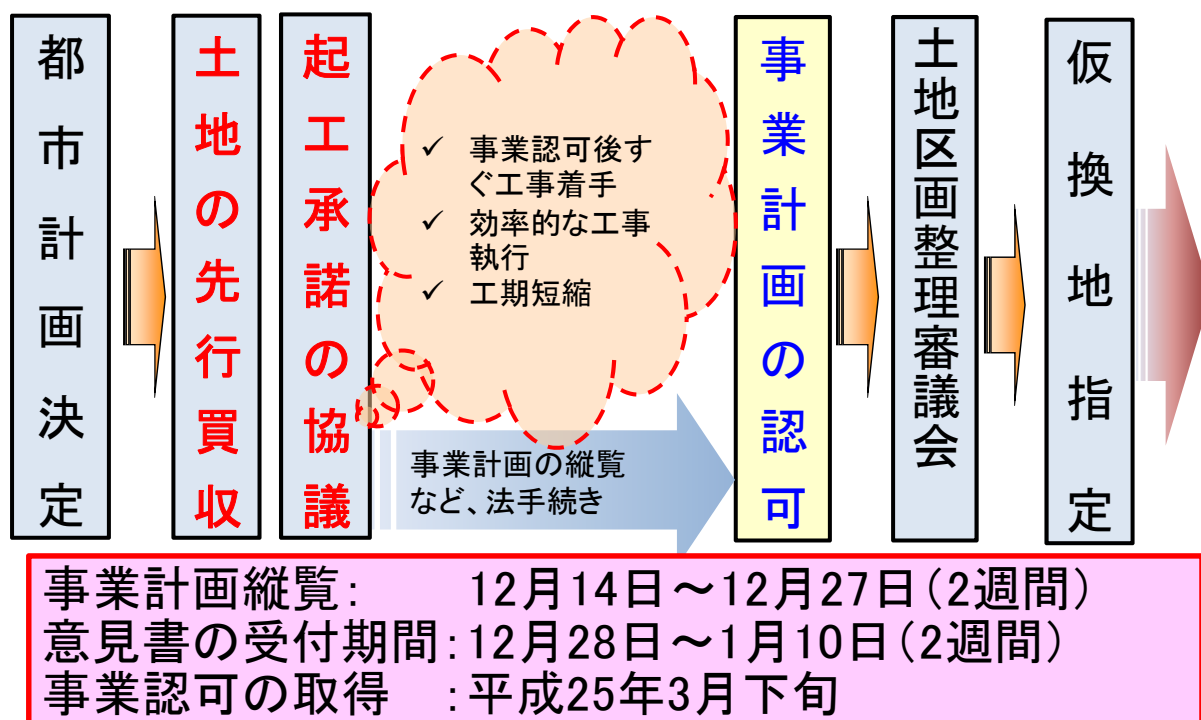 都市計画決定
土地の先行買収
起工承諾の協議
✓ 事業認可後す
ぐ工事着手
✓ 効率的な工事
執行
✓ 工期短縮
事業計画の縦覧
など、法手続き
事業計画の認可
土地区画整理審議会
仮換地指定
事業計画縦覧: 12月14日~12月27日(2週間)
意見書の受付期間:12月28日~1月10日(2週間)
事業認可の取得 :平成25年3月下旬